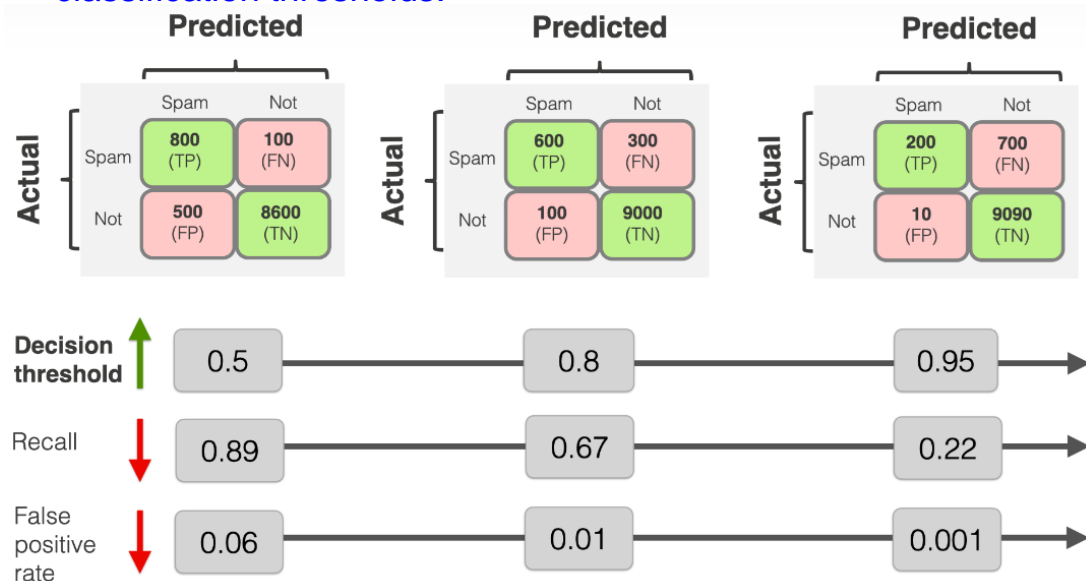 classification thresholds:
Predicted
Predicted
Predicted
Spam Not
Spam Not
Spam Not
Actual
Spam
800
(TP)
100
(FN)
Not
500
(FP)
8600
(TN)
Actual
Spam
600
(TP)
300
(FN)
Not
100
(FP)
9000
(TN)
Actual
Spam
200
(TP)
700
(FN)
Not
10
(FP)
9090
(TN)
Decision
threshold
0.5
0.8
0.95
Recall
0.89
0.67
0.22
False
positive
rate
0.06
0.01
0.001